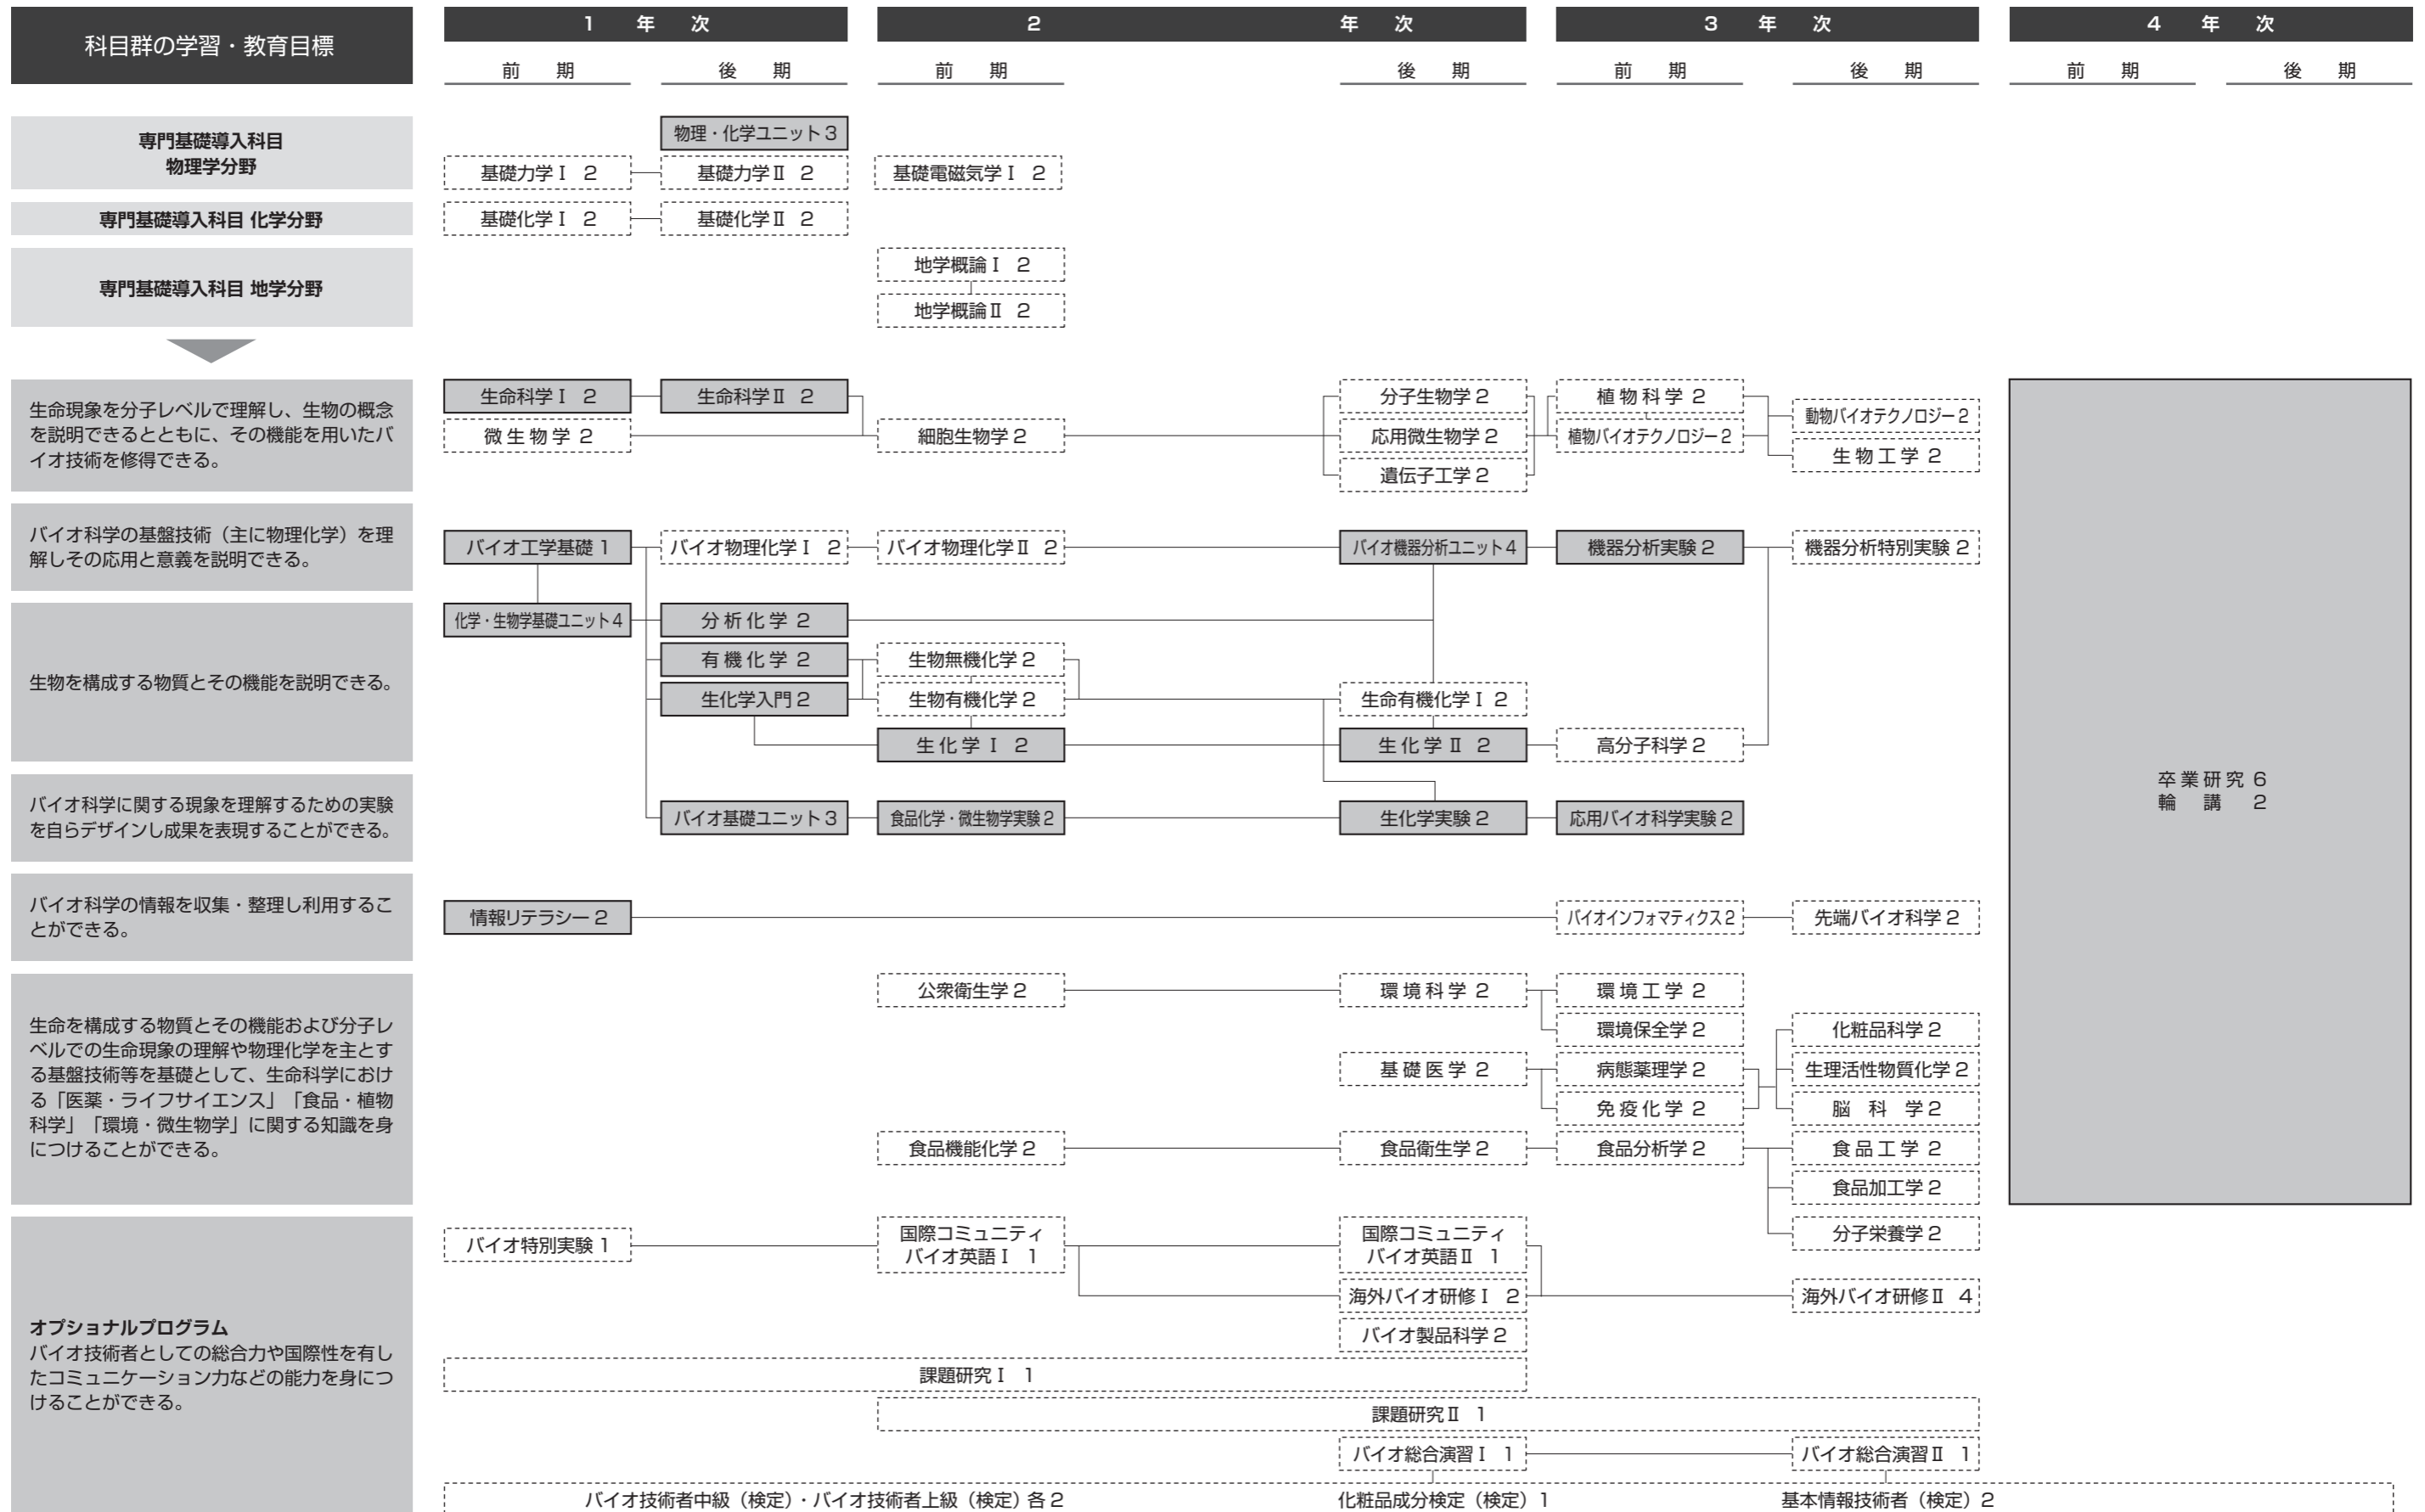 科目群の学習・教育目標
1 年 次
2 年 次
3 年 次
4 年 次
前 期
後 期
前 期
後 期
前 期
後 期
前 期
後 期
専門基礎導入科目
物理学分野
物理・化学ユニット 3
基礎力学Ⅰ 2
基礎力学Ⅱ 2
基礎電磁気学Ⅰ 2
専門基礎導入科目 化学分野
基礎化学Ⅰ 2
基礎化学Ⅱ 2
専門基礎導入科目 地学分野
地学概論Ⅰ 2
地学概論Ⅱ 2
生命現象を分子レベルで理解し、生物の概念
を説明できるとともに、その機能を用いたバ
イオ技術を修得できる。
生命科学Ⅰ 2
生命科学Ⅱ 2
分子生物学 2
植物科学 2
動物バイオテクノロジー 2
微生物学 2
細胞生物学 2
応用微生物学 2
植物バイオテクノロジー 2
生物工学 2
遺伝子工学 2
バイオ科学の基盤技術（主に物理化学）を理
解しその応用と意義を説明できる。
バイオ工学基礎 1
バイオ物理化学Ⅰ 2
バイオ物理化学Ⅱ 2
バイオ機器分析ユニット 4
機器分析実験 2
機器分析特別実験 2
生物を構成する物質とその機能を説明できる。
化学・生物学基礎ユニット 4
分析化学 2
有機化学 2
生物無機化学 2
生化学入門 2
生物有機化学 2
生命有機化学Ⅰ 2
生化学Ⅰ 2
生化学Ⅱ 2
高分子科学 2
バイオ科学に関する現象を理解するための実験
を自らデザインし成果を表現することができる。
バイオ基礎ユニット 3
食品化学・微生物学実験 2
生化学実験 2
応用バイオ科学実験 2
卒業研究 6
輪 講 2
バイオ科学の情報を収集・整理し利用するこ
とができる。
情報リテラシー 2
バイオインフォマティクス 2
先端バイオ科学 2
生命を構成する物質とその機能および分子レ
ベルでの生命現象の理解や物理化学を主とす
る基盤技術等を基礎として、生命科学におけ
る「医薬・ライフサイエンス」「食品・植物
科学」「環境・微生物学」に関する知識を身
につけることができる。
公衆衛生学 2
環境科学 2
環境工学 2
環境保全学 2
化粧品科学 2
基礎医学 2
病態薬理学 2
生理活性物質化学 2
免疫化学 2
脳 科 学 2
食品機能化学 2
食品衛生学 2
食品分析学 2
食品工学 2
食品加工学 2
分子栄養学 2
オプショナルプログラム
バイオ技術者としての総合力や国際性を有し
たコミュニケーション力などの能力を身につ
けることができる。
バイオ特別実験 1
国際コミュニティ
バイオ英語Ⅰ 1
国際コミュニティ
バイオ英語Ⅱ 1
海外バイオ研修Ⅰ 2
海外バイオ研修Ⅱ 4
バイオ製品科学 2
課題研究Ⅰ 1
課題研究Ⅱ 1
バイオ総合演習Ⅰ 1
バイオ総合演習Ⅱ 1
バイオ技術者中級（検定）・バイオ技術者上級（検定）各 2
化粧品成分検定（検定）1
基本情報技術者（検定）2